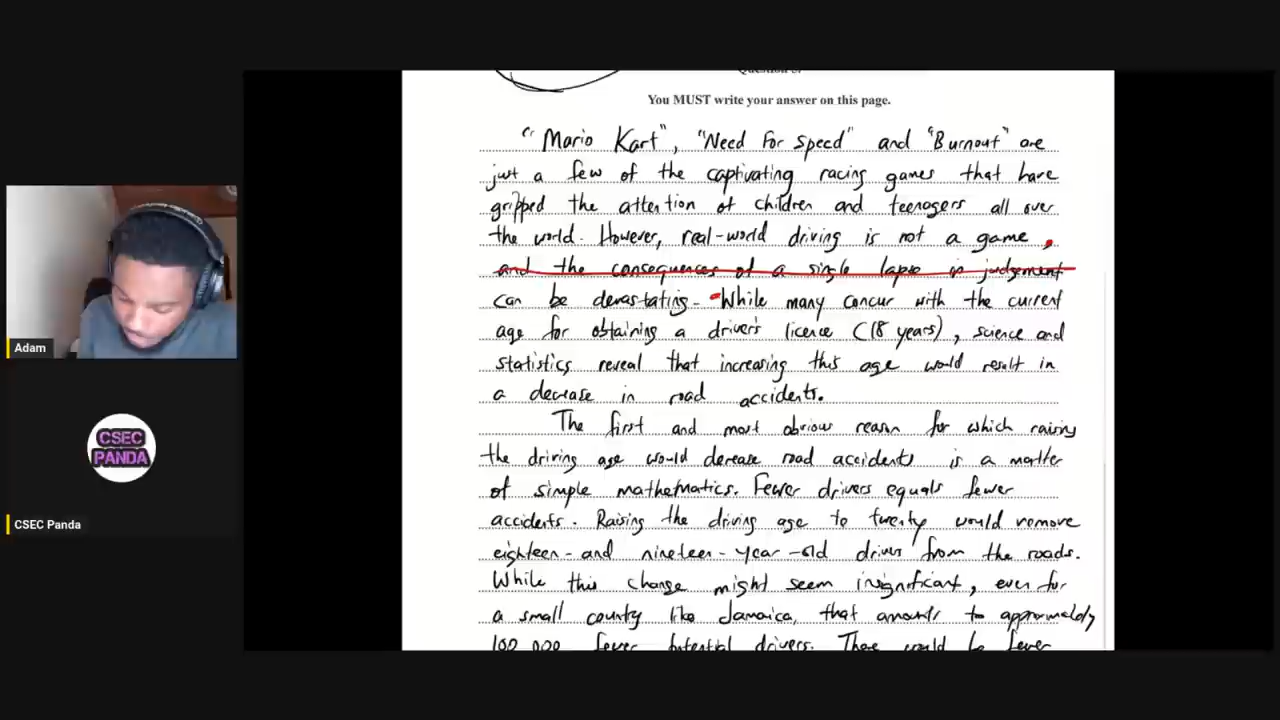 You MUST write your answer on this page.
"Mario Kart", "Need For Speed" and "Burnout" are
just a few of the captivating racing games that have
gripped the attention of children and teenagers all over
the world. However, real-world driving is not a game,
and the consequences of a single lapse in judgement
can be devastating. While many concur with the current
age for obtaining a driver's licence (18 years), science and
statistics reveal that increasing this age would result in
a decrease in road accidents.
The first and most obvious reason for which raising
the driving age would decrease road accidents is a matter
of simple mathematics. Fewer drivers equals fewer
accidents. Raising the driving age to twenty would remove
eighteen-and nineteen-year-old drivers from the roads.
While this change might seem insignificant, even for
a small country like Jamaica, that amounts to approximately
100 000 fewer potential drivers. There would be fewer
Adam
CSEC
PANDA
CSEC Panda